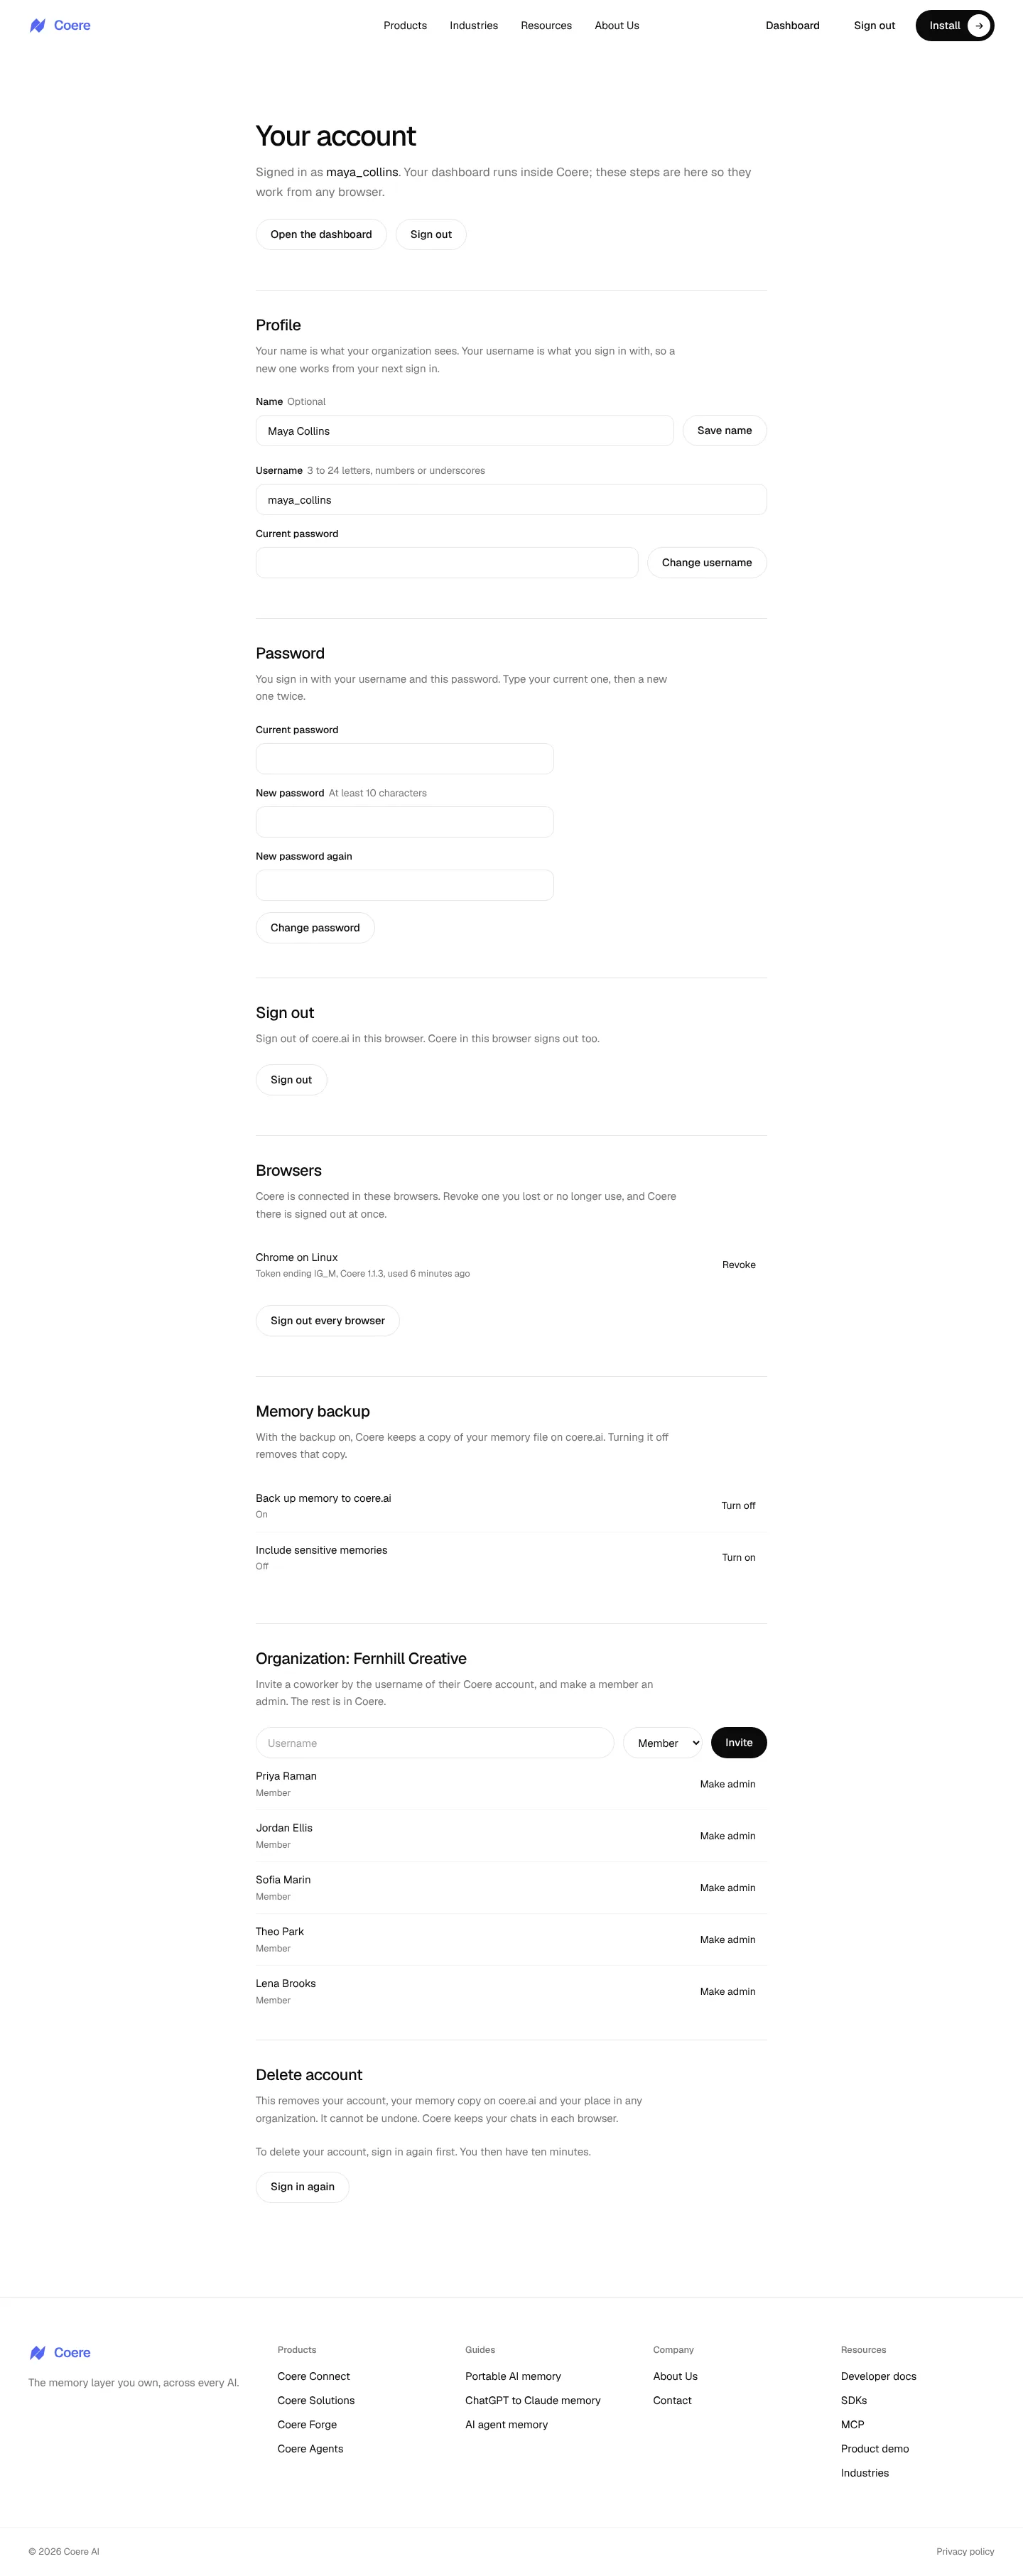 Coere
Products
Industries
Resources
About Us
Dashboard
Sign out
Install
Your account
Signed in as maya_collins. Your dashboard runs inside Coere; these steps are here so they
work from any browser.
Open the dashboard
Sign out
Profile
Your name is what your organization sees. Your username is what you sign in with, so a
new one works from your next sign in.
Name Optional
Maya Collins
Save name
Username 3 to 24 letters, numbers or underscores
maya_collins
Current password
Change username
Password
You sign in with your username and this password. Type your current one, then a new
one twice.
Current password
New password At least 10 characters
New password again
Change password
Sign out
Sign out of coere.ai in this browser. Coere in this browser signs out too.
Sign out
Browsers
Coere is connected in these browsers. Revoke one you lost or no longer use, and Coere
there is signed out at once.
Chrome on Linux
Revoke
Token ending IG_M, Coere 1.1.3, used 6 minutes ago
Sign out every browser
Memory backup
With the backup on, Coere keeps a copy of your memory file on coere.ai. Turning it off
removes that copy.
Back up memory to coere.ai
On
Turn off
Include sensitive memories
Off
Turn on
Organization: Fernhill Creative
Invite a coworker by the username of their Coere account, and make a member an
admin. The rest is in Coere.
Username
Member
Invite
Priya Raman
Member
Make admin
Jordan Ellis
Member
Make admin
Sofia Marin
Member
Make admin
Theo Park
Member
Make admin
Lena Brooks
Member
Make admin
Delete account
This removes your account, your memory copy on coere.ai and your place in any
organization. It cannot be undone. Coere keeps your chats in each browser.
To delete your account, sign in again first. You then have ten minutes.
Sign in again
Coere
The memory layer you own, across every AI.
Products
Coere Connect
Coere Solutions
Coere Forge
Coere Agents
Guides
Portable AI memory
ChatGPT to Claude memory
AI agent memory
Company
About Us
Contact
Resources
Developer docs
SDKs
MCP
Product demo
Industries
© 2026 Coere AI
Privacy policy